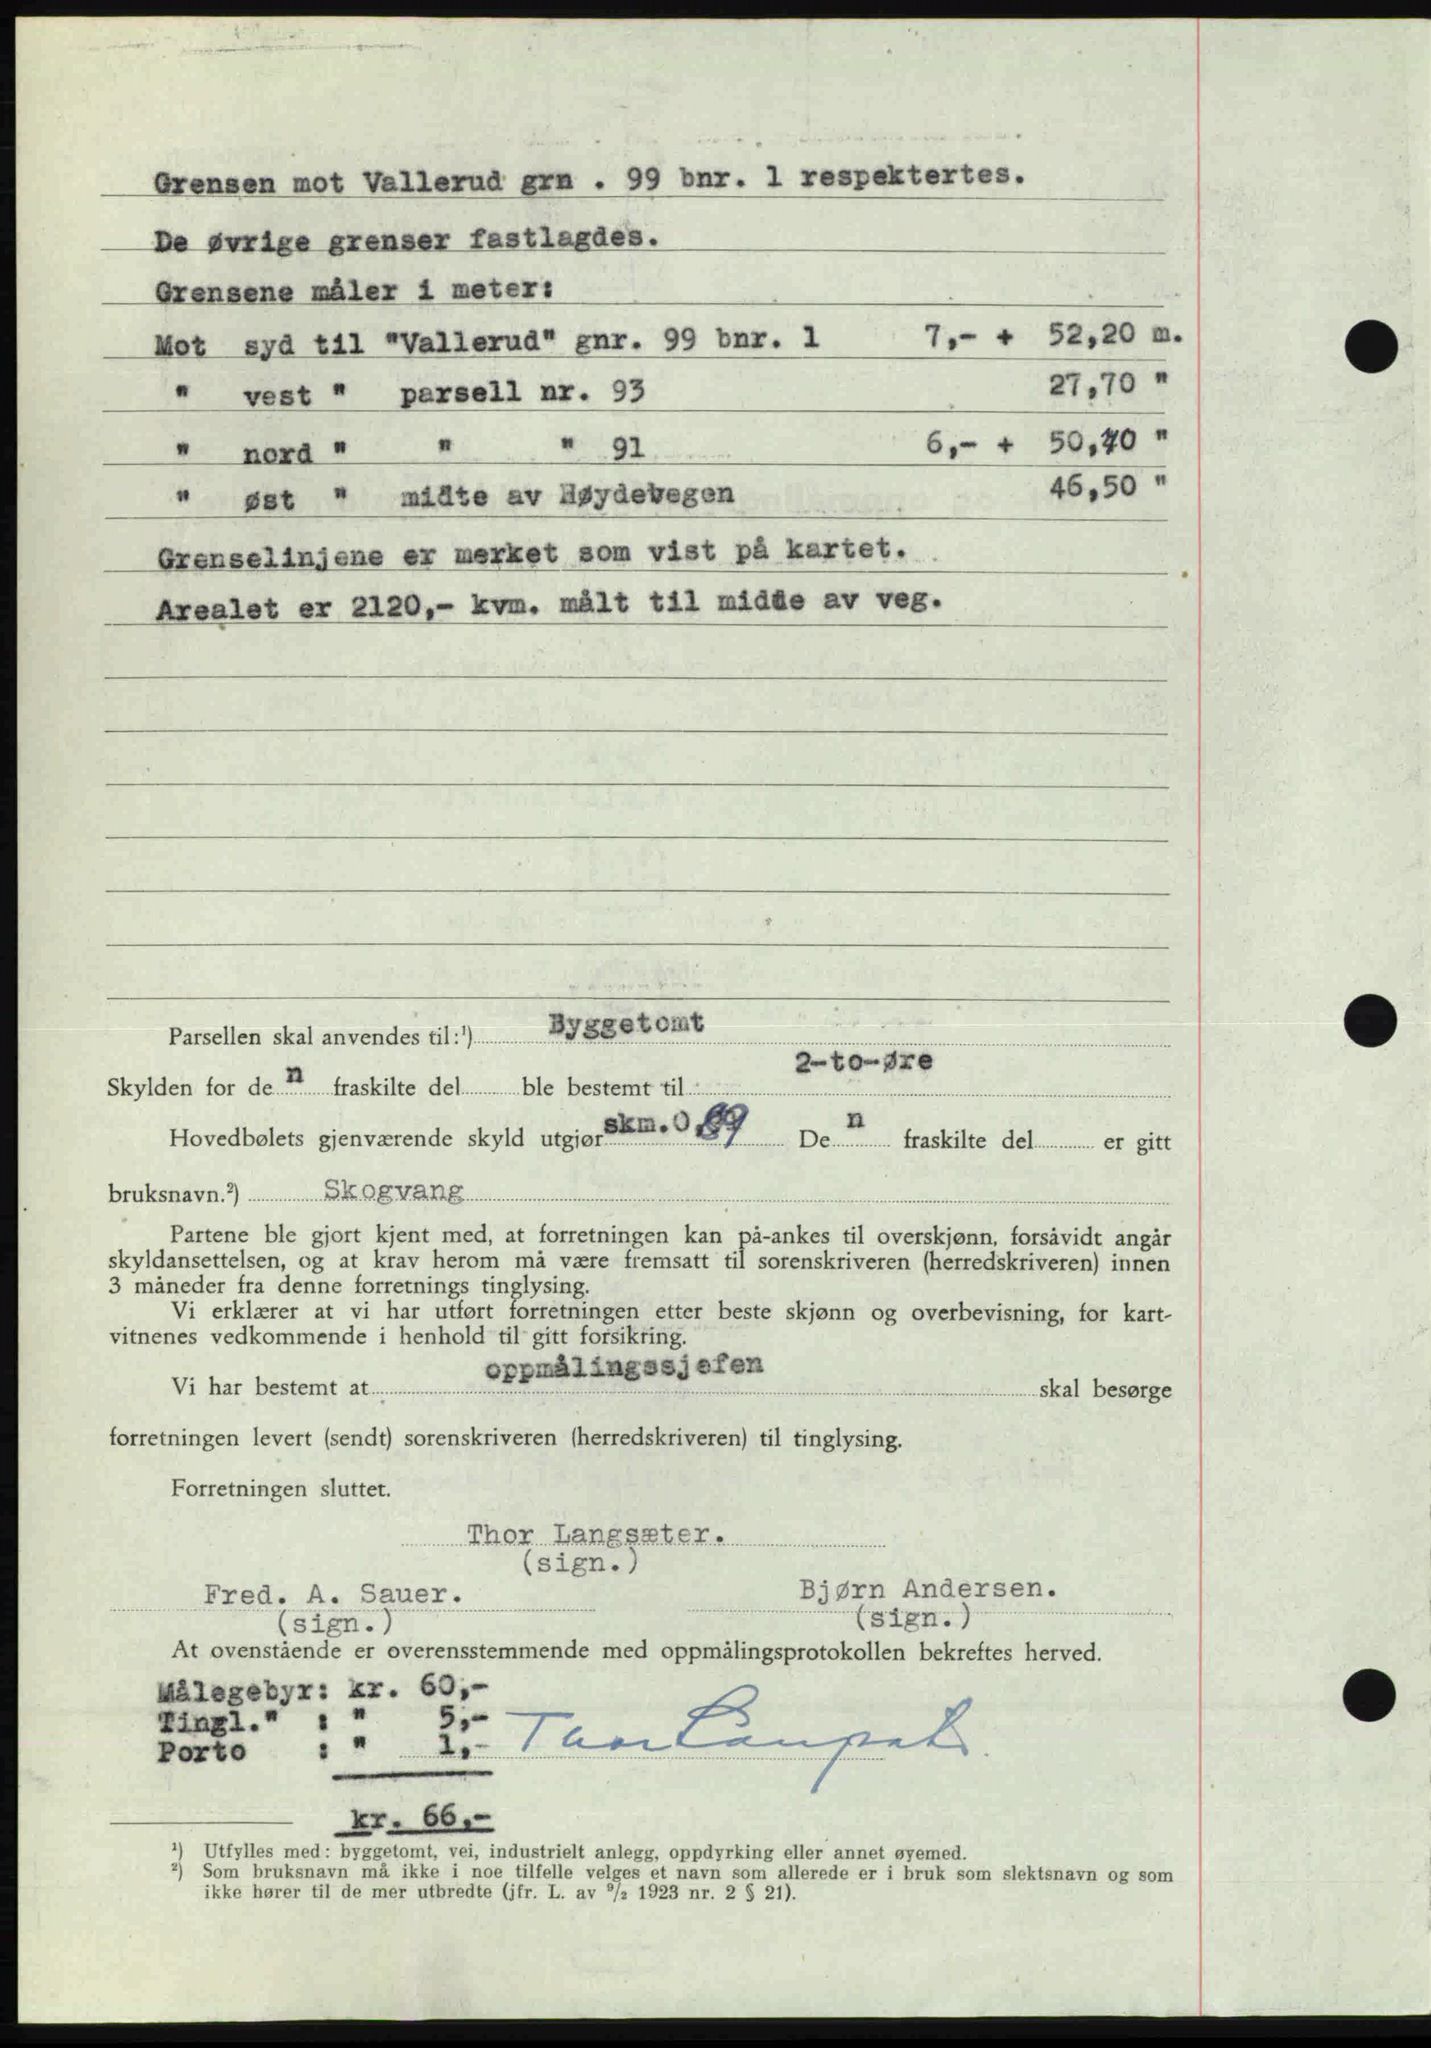 Grensen mot Vallerud grn . 99 bnr. 1 respektertes.
De øvrige grenser fastlagdes.
Grensene måler i meter:
Mot syd til "Vallerud" gnr. 99 bnr. 1 7,- + 52,20 m.
" vest " parsell nr. 93 27,70 "
" nord " " " 91 6,- + 50,70 "
" øst " midte av Høydevegen 46,50 "
Grenselinjene er merket som vist på kartet.
Arealet er 2120,- kvm. målt til midte av veg.
Parsellen skal anvendes til:¹) Byggetomt
Skylden for de n fraskilte del ble bestemt til 2-to-øre
Hovedbølets gjenværende skyld utgjør skm. 0, 89 De n fraskilte del er gitt
bruksnavn.²) Skogvang
Partene ble gjort kjent med, at forretningen kan på-ankes til overskjønn, forsåvidt angår
skyldansettelsen, og at krav herom må være fremsatt til sorenskriveren (herredskriveren) innen
3 måneder fra denne forretnings tinglysing.
Vi erklærer at vi har utført forretningen etter beste skjønn og overbevisning, for kart-
vitnenes vedkommende i henhold til gitt forsikring.
Vi har bestemt at oppmålingssjefen skal besørge
forretningen levert (sendt) sorenskriveren (herredskriveren) til tinglysing.
Forretningen sluttet.
Thor Langsæter.
(sign.)
Fred. A. Sauer. Bjørn Andersen.
(sign.) (sign.)
At ovenstående er overensstemmende med oppmålingsprotokollen bekreftes herved.
Målegebyr: kr. 60,-
Tingl." : " 5,-
Porto : " 1,- Thor
kr. 66,-
¹) Utfylles med: byggetomt, vei, industrielt anlegg, oppdyrking eller annet øyemed.
²) Som bruksnavn må ikke i noe tilfelle velges et navn som allerede er i bruk som slektsnavn og som
ikke hører til de mer utbredte (jfr. L. av ⁹/₂ 1923 nr. 2 § 21).